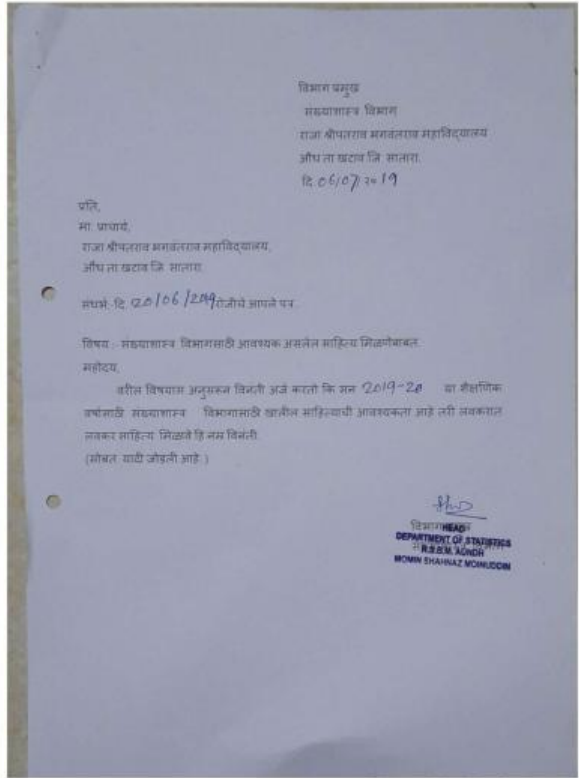 विभाग प्रमुख
संख्याशास्त्र विभाग
राजा श्रीपतराव भगवंतराव महाविद्यालय
औंध ता खटाव जि सातारा.
दि 06/07/2019
प्रति,
मा. प्राचार्य,
राजा श्रीपतराव भगवंतराव महाविद्यालय,
औंध ता खटाव जि सातारा
संधर्भ:-दि 20/06/2019 रोजीचे आपले पत्र.
विषय :- संख्याशास्त्र विभागसाठी आवश्यक असलेल साहित्य मिळणेबाबत
महोदय,
वरील विषयास अनुसरून विनती अर्ज करतो कि सन 2019-20 या शैक्षणिक
वर्षासाठी संख्याशास्त्र विभागासाठी खालील साहित्याची आवश्यकता आहे तरी लवकरात
लवकर साहित्य मिळावे हि नम्र विनंती.
(सोबत यादी जोडली आहे.)
विभाग
HEAD
DEPARTMENT OF STATISTICS
R.S.B.M. AUNDH
MOMIN SHAHNAZ MOINUDDIN